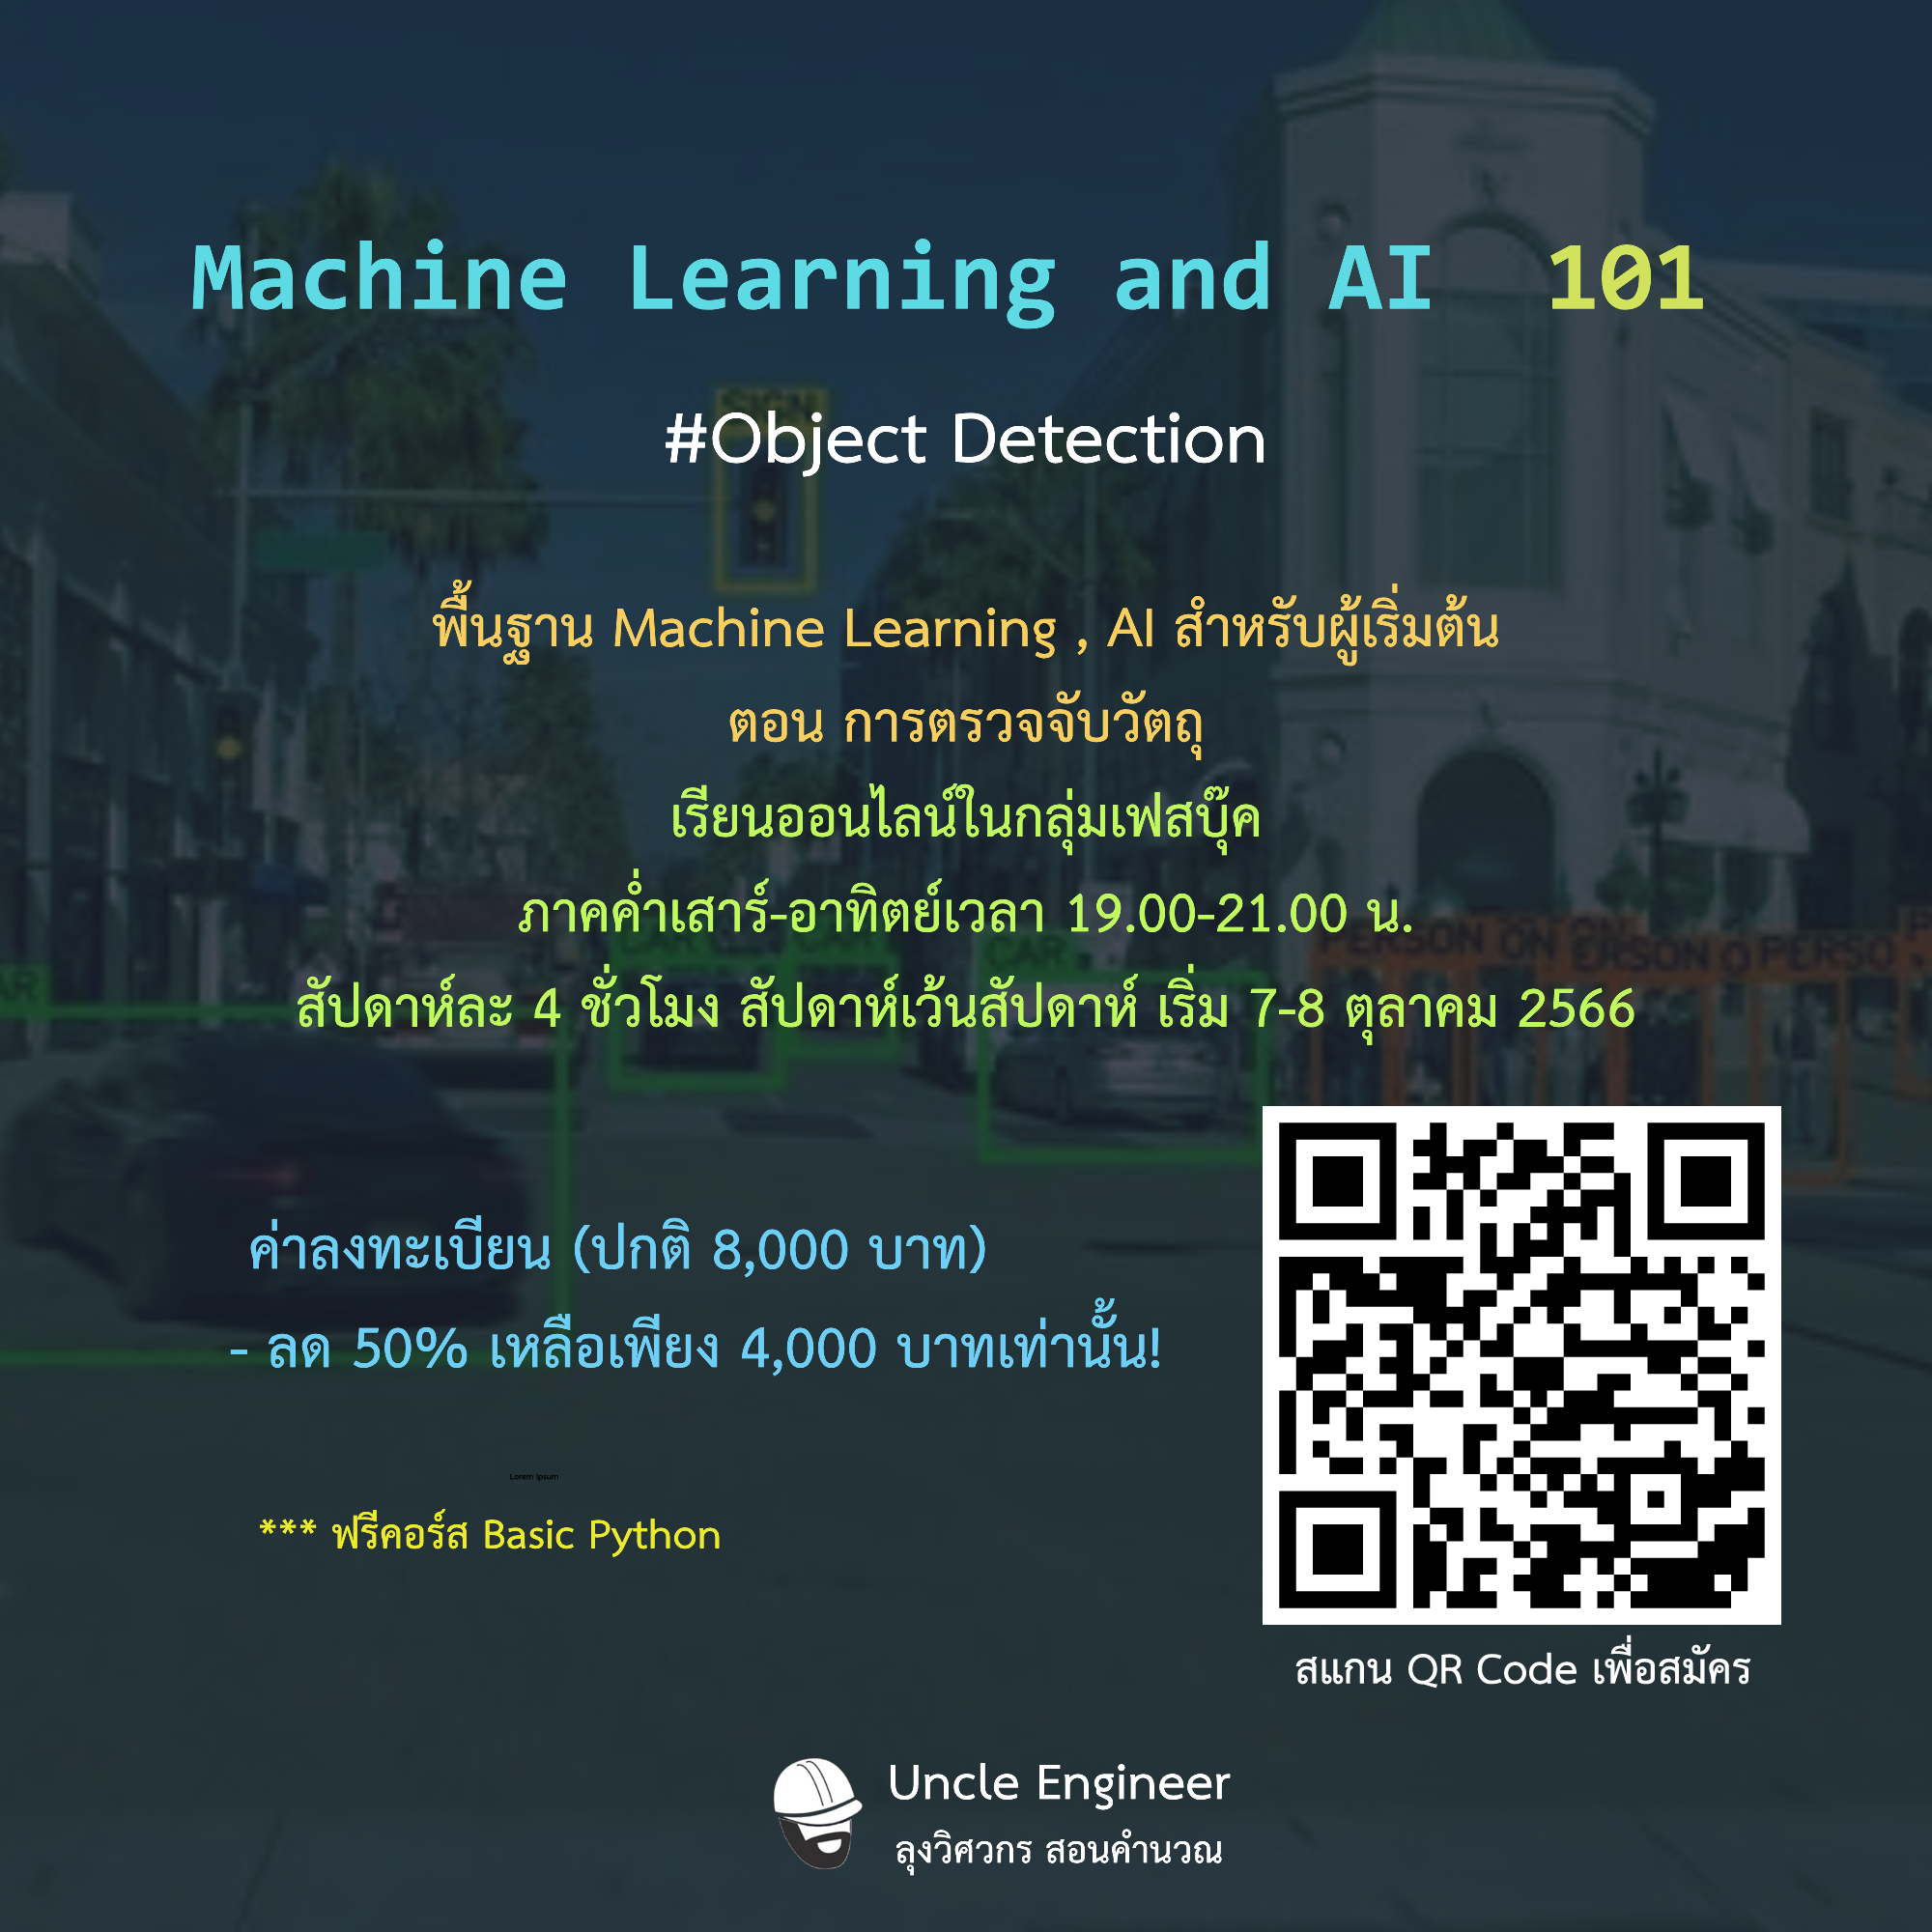 Machine Learning and AI 101
#Object Detection
พื้นฐาน Machine Learning , AI สำหรับผู้เริ่มต้น
ตอน การตรวจจับวัตถุ
เรียนออนไลน์ในกลุ่มเฟสบุ๊ค
ภาคค่ำเสาร์-อาทิตย์เวลา 19.00-21.00 น.
CAR
CAR
PERSON ON ERSON O PERSO
AR
สัปดาห์ละ 4 ชั่วโมง สัปดาห์เว้นสัปดาห์ เริ่ม 7-8 ตุลาคม 2566
ค่าลงทะเบียน (ปกติ 8,000 บาท)
- ลด 50% เหลือเพียง 4,000 บาทเท่านั้น!
Lorem Ipsum
*** ฟรีคอร์ส Basic Python
สแกน QR Code เพื่อสมัคร
Uncle Engineer
ลุงวิศวกร สอนคำนวณ